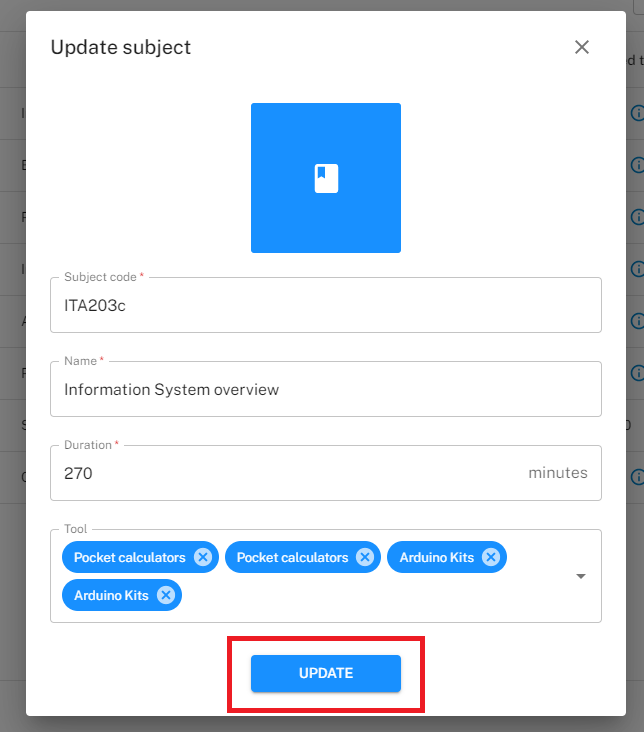 Update subject
Subject code *
ITA203c
Name *
Information System overview
Duration *
270 minutes
Tool
Pocket calculators Pocket calculators Arduino Kits
Arduino Kits
UPDATE